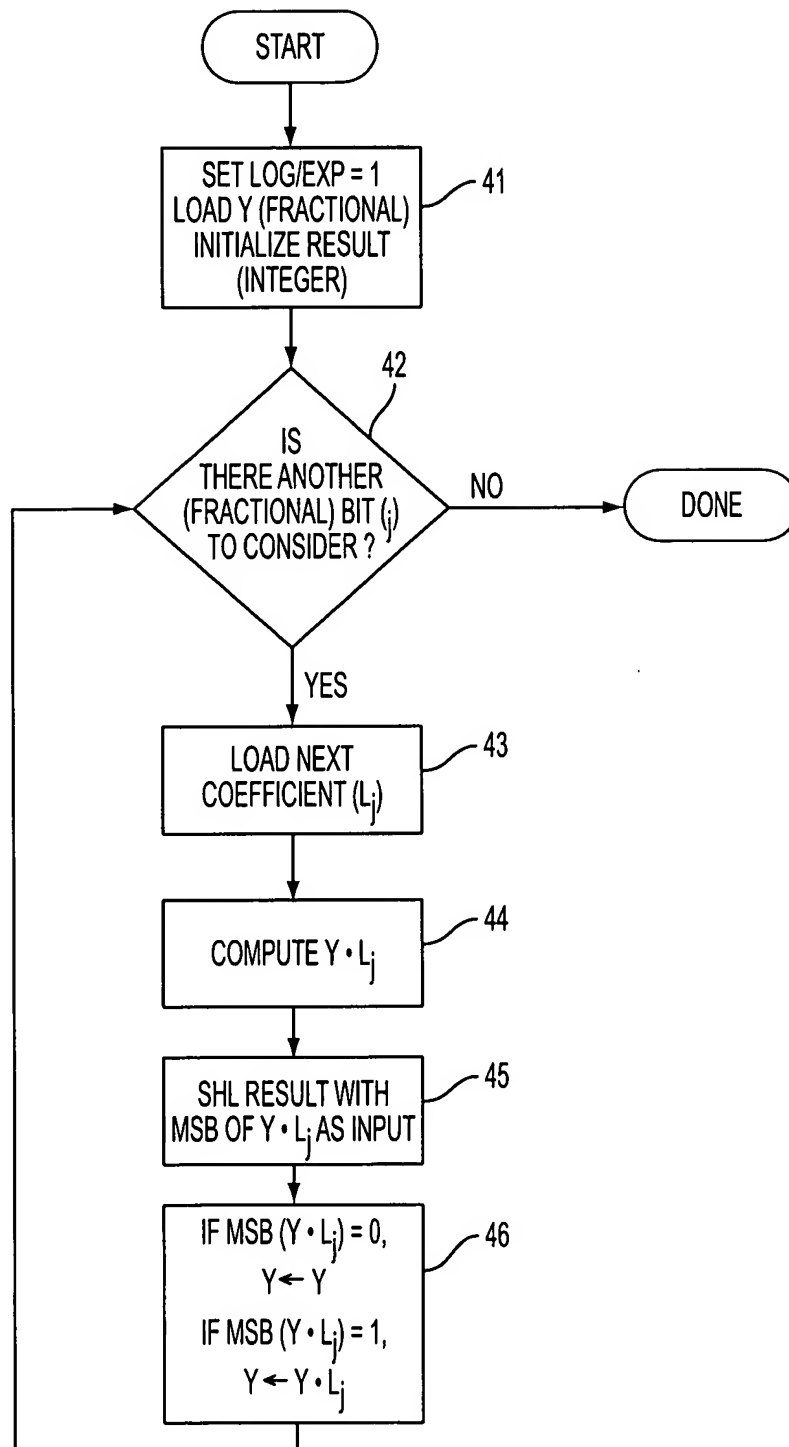 START
SET LOG/EXP = 1
LOAD Y (FRACTIONAL)
INITIALIZE RESULT
(INTEGER)
41
42
IS
THERE ANOTHER
(FRACTIONAL) BIT (j)
TO CONSIDER ?
NO
DONE
YES
LOAD NEXT
COEFFICIENT (Lj)
43
COMPUTE Y • Lj
44
SHL RESULT WITH
MSB OF Y • Lj AS INPUT
45
IF MSB (Y • Lj) = 0,
Y ← Y
IF MSB (Y • Lj) = 1,
Y ← Y • Lj
46